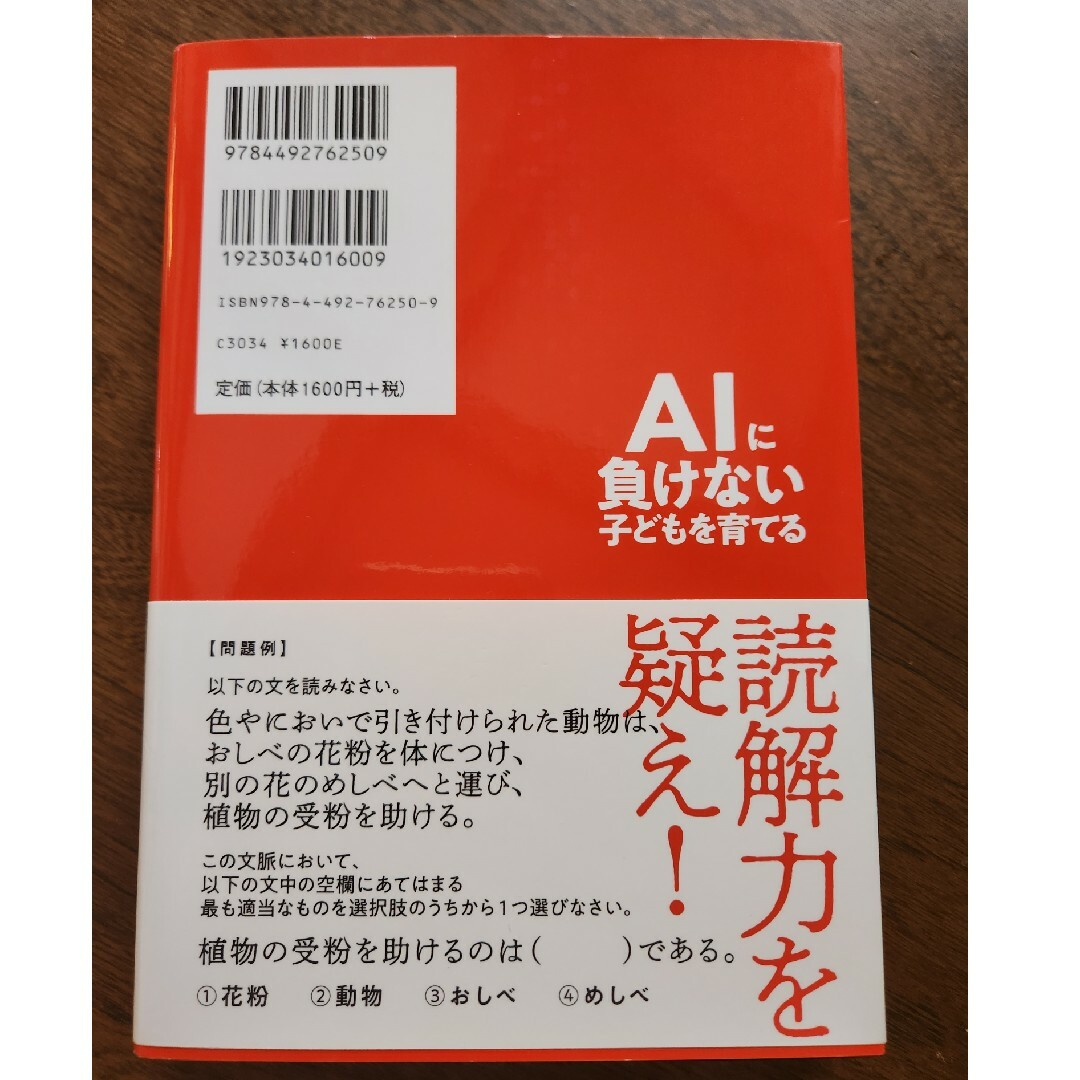 9784492762509
1923034016009
ISBN978-4-492-76250-9
C3034 ¥1600E
定価(本体1600円+税)
AIに
負けない
子どもを育てる
読解力を
疑え!
【問題例】
以下の文を読みなさい。
色やにおいで引き付けられた動物は、
おしべの花粉を体につけ、
別の花のめしべへと運び、
植物の受粉を助ける。
この文脈において、
以下の文中の空欄にあてはまる
最も適当なものを選択肢のうちから1つ選びなさい。
植物の受粉を助けるのは(　　)である。
①花粉　②動物　③おしべ　④めしべ